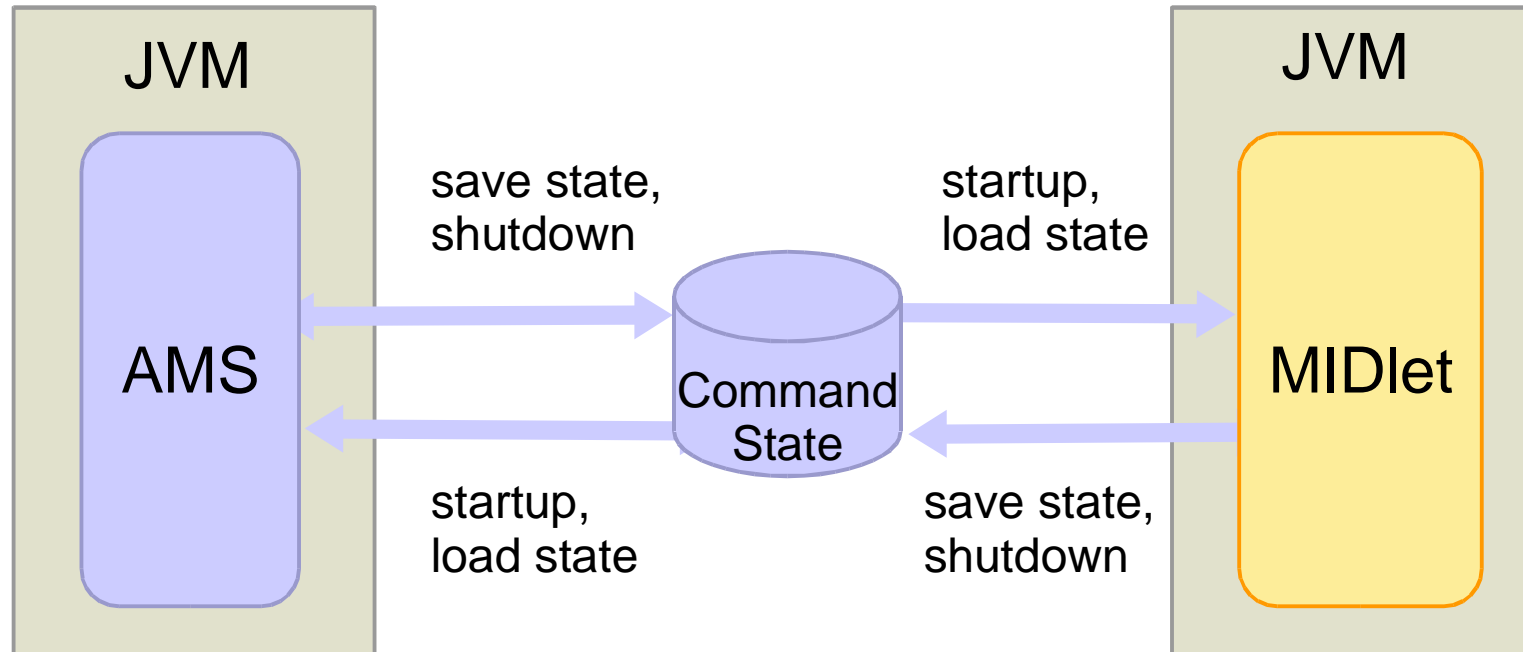 JVM
JVM
save state,
shutdown
startup,
load state
AMS
Command
State
MIDlet
startup,
load state
save state,
shutdown